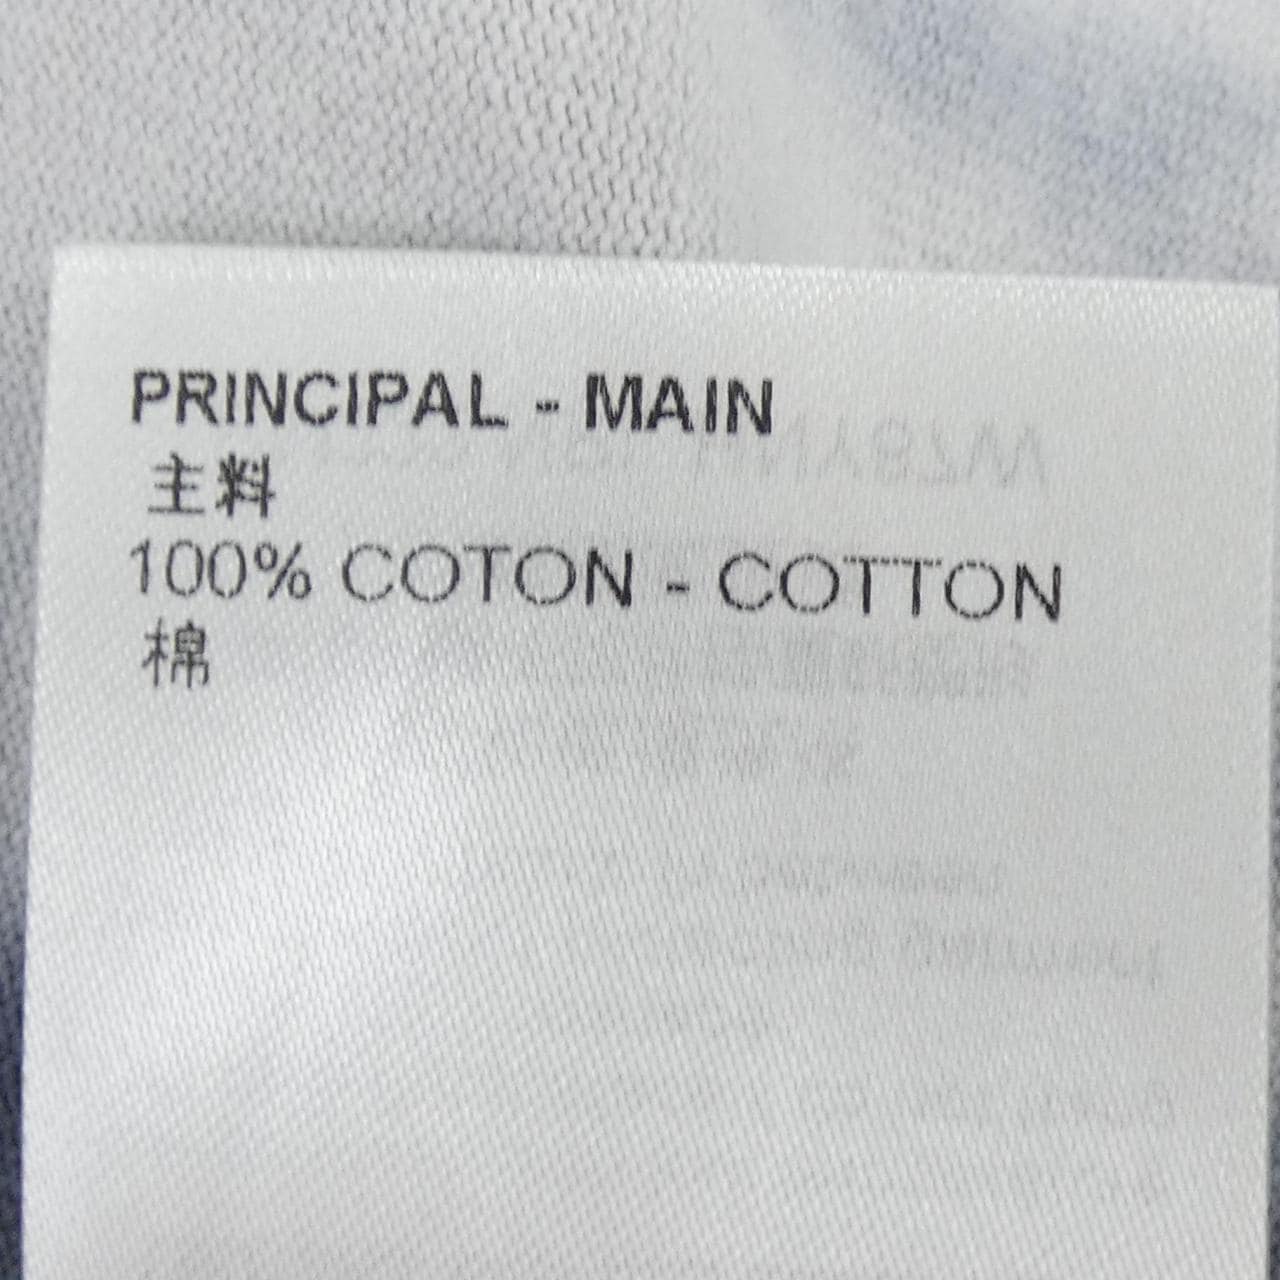 PRINCIPAL - MAIN
主料
100% COTON - COTTON
棉